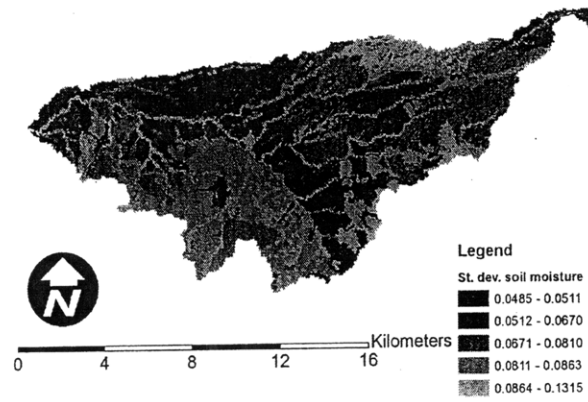 N
Kilometers
0 4 8 12 16
Legend
St. dev. soil moisture
0.0485 - 0.0511
0.0512 - 0.0670
0.0671 - 0.0810
0.0811 - 0.0863
0.0864 - 0.1315